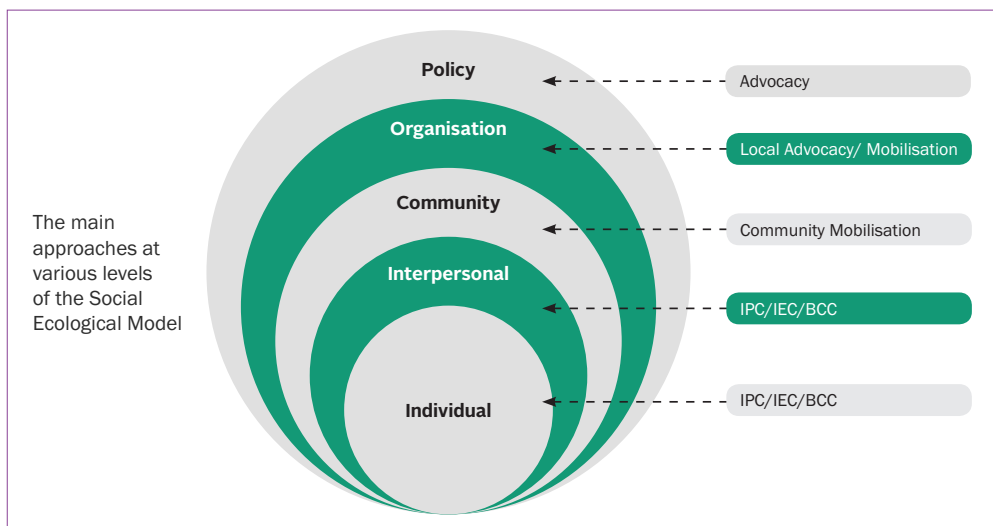 The main
approaches at
various levels
of the Social
Ecological Model
Policy
Advocacy
Organisation
Local Advocacy/ Mobilisation
Community
Community Mobilisation
Interpersonal
IPC/IEC/BCC
Individual
IPC/IEC/BCC